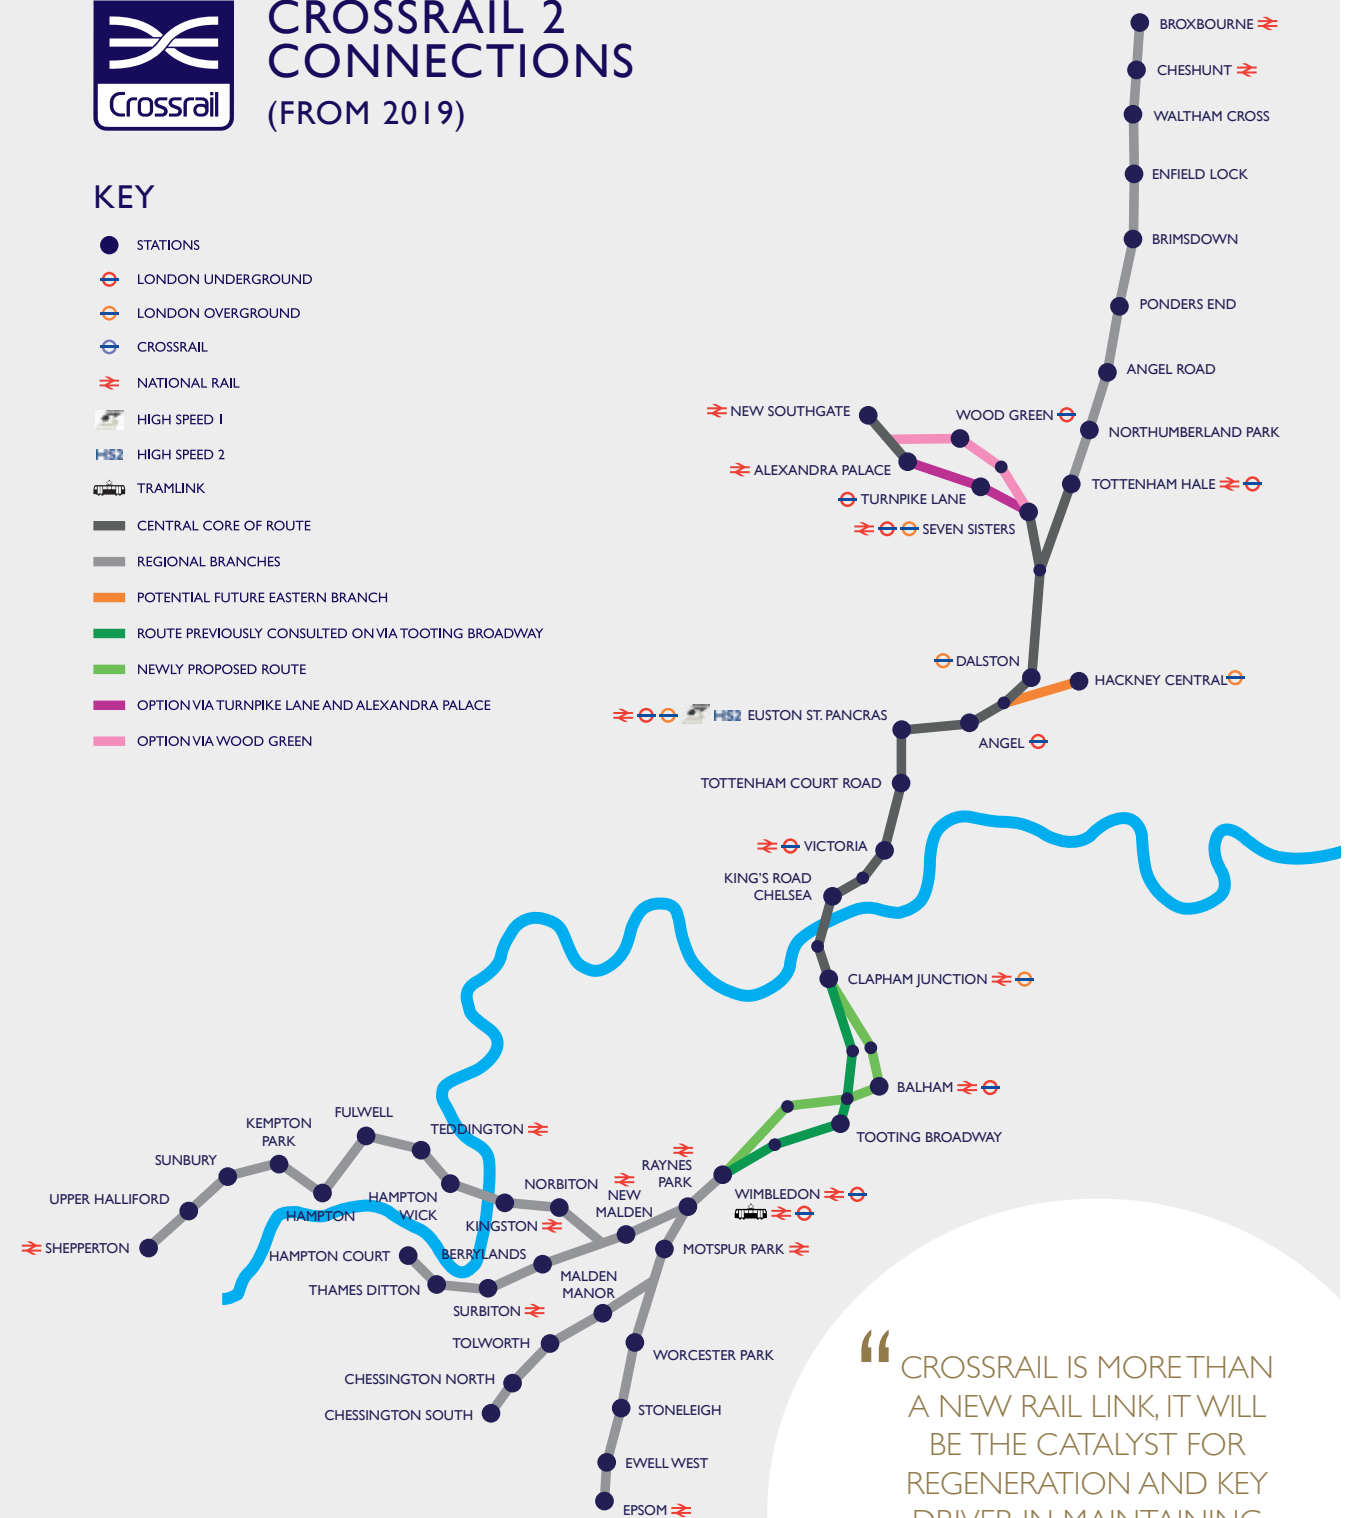 Crossrail
CROSSRAIL 2
CONNECTIONS
(FROM 2019)
KEY
STATIONS
LONDON UNDERGROUND
LONDON OVERGROUND
CROSSRAIL
NATIONAL RAIL
HIGH SPEED 1
HS2 HIGH SPEED 2
TRAMLINK
CENTRAL CORE OF ROUTE
REGIONAL BRANCHES
POTENTIAL FUTURE EASTERN BRANCH
ROUTE PREVIOUSLY CONSULTED ON VIA TOOTING BROADWAY
NEWLY PROPOSED ROUTE
OPTION VIA TURNPIKE LANE AND ALEXANDRA PALACE
OPTION VIA WOOD GREEN
BROXBOURNE
CHESHUNT
WALTHAM CROSS
ENFIELD LOCK
BRIMSDOWN
PONDERS END
ANGEL ROAD
NORTHUMBERLAND PARK
TOTTENHAM HALE
NEW SOUTHGATE
WOOD GREEN
ALEXANDRA PALACE
TURNPIKE LANE
SEVEN SISTERS
DALSTON
HACKNEY CENTRAL
HS2 EUSTON ST. PANCRAS
ANGEL
TOTTENHAM COURT ROAD
VICTORIA
KING'S ROAD
CHELSEA
CLAPHAM JUNCTION
BALHAM
TOOTING BROADWAY
WIMBLEDON
RAYNES
PARK
NEW
MALDEN
NORBITON
KINGSTON
HAMPTON
WICK
TEDDINGTON
FULWELL
HAMPTON
KEMPTON
PARK
SUNBURY
UPPER HALLIFORD
SHEPPERTON
HAMPTON COURT
THAMES DITTON
SURBITON
BERRYLANDS
MOTSPUR PARK
MALDEN
MANOR
TOLWORTH
CHESSINGTON NORTH
CHESSINGTON SOUTH
WORCESTER PARK
STONELEIGH
EWELL WEST
EPSOM
“ CROSSRAIL IS MORE THAN
A NEW RAIL LINK, IT WILL
BE THE CATALYST FOR
REGENERATION AND KEY
DRIVER IN MAINTAINING